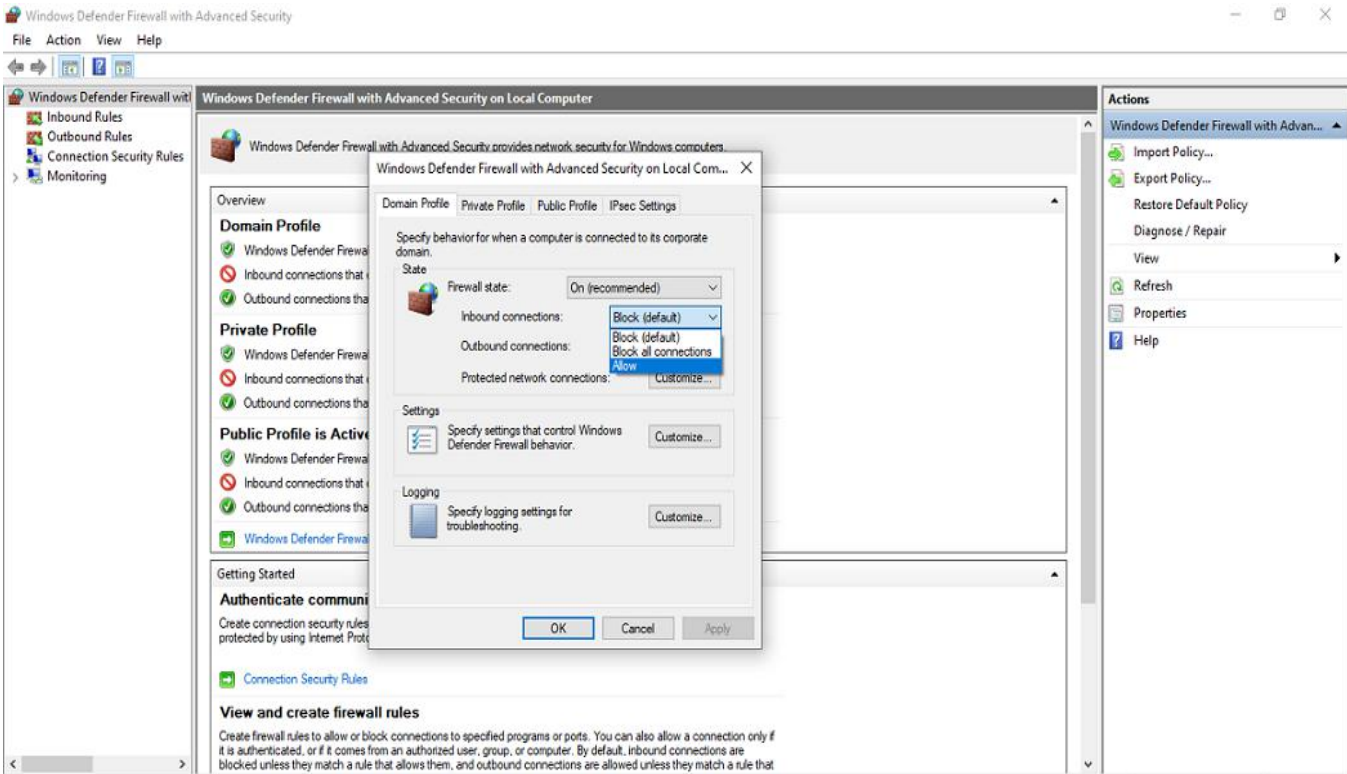 Windows Defender Firewall with Advanced Security
File Action View Help
Windows Defender Firewall wit
Inbound Rules
Outbound Rules
Connection Security Rules
Monitoring
Windows Defender Firewall with Advanced Security on Local Computer
Windows Defender Firewall with Advanced Security provides network security for Windows computers.
Overview
Domain Profile
Windows Defender Firewa
Inbound connections that
Outbound connections tha
Private Profile
Windows Defender Firewa
Inbound connections that
Outbound connections tha
Public Profile is Active
Windows Defender Firewa
Inbound connections that
Outbound connections tha
Windows Defender Firewa
Getting Started
Authenticate communi
Create connection security rules
protected by using Internet Proto
Connection Security Rules
View and create firewall rules
Create firewall rules to allow or block connections to specified programs or ports. You can also allow a connection only if
it is authenticated, or if it comes from an authorized user, group, or computer. By default, inbound connections are
blocked unless they match a rule that allows them, and outbound connections are allowed unless they match a rule that
Windows Defender Firewall with Advanced Security on Local Com...
Domain Profile Private Profile Public Profile IPsec Settings
Specify behavior for when a computer is connected to its corporate
domain.
State
Firewall state: On (recommended)
Inbound connections: Block (default)
Block (default)
Block all connections
Allow
Outbound connections:
Protected network connections: Customize...
Settings
Specify settings that control Windows
Defender Firewall behavior.
Customize...
Logging
Specify logging settings for
troubleshooting.
Customize...
OK Cancel Apply
Actions
Windows Defender Firewall with Advan...
Import Policy...
Export Policy...
Restore Default Policy
Diagnose / Repair
View
Refresh
Properties
Help